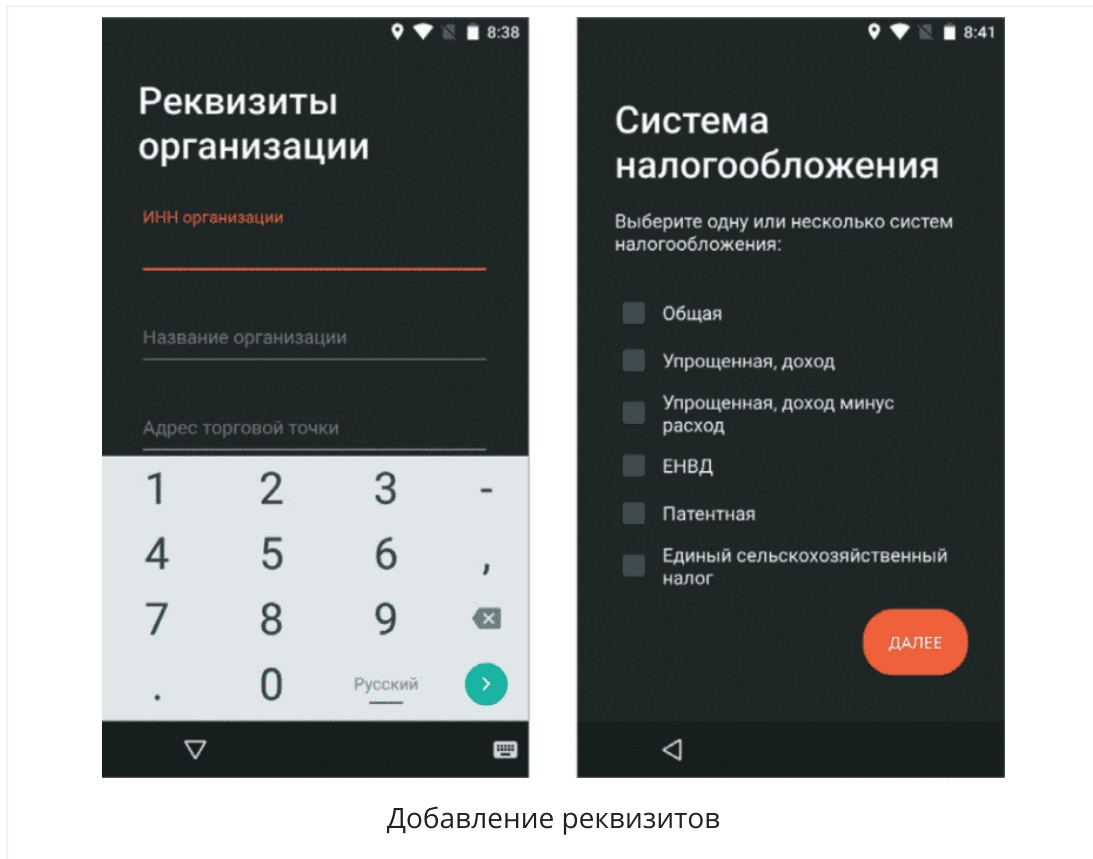 8:38
Реквизиты
организации
ИНН организации
Название организации
Адрес торговой точки
1 2 3 -
4 5 6 ,
7 8 9
. 0 Русский
8:41
Система
налогообложения
Выберите одну или несколько систем
налогообложения:
Общая
Упрощенная, доход
Упрощенная, доход минус
расход
ЕНВД
Патентная
Единый сельскохозяйственный
налог
ДАЛЕЕ
Добавление реквизитов